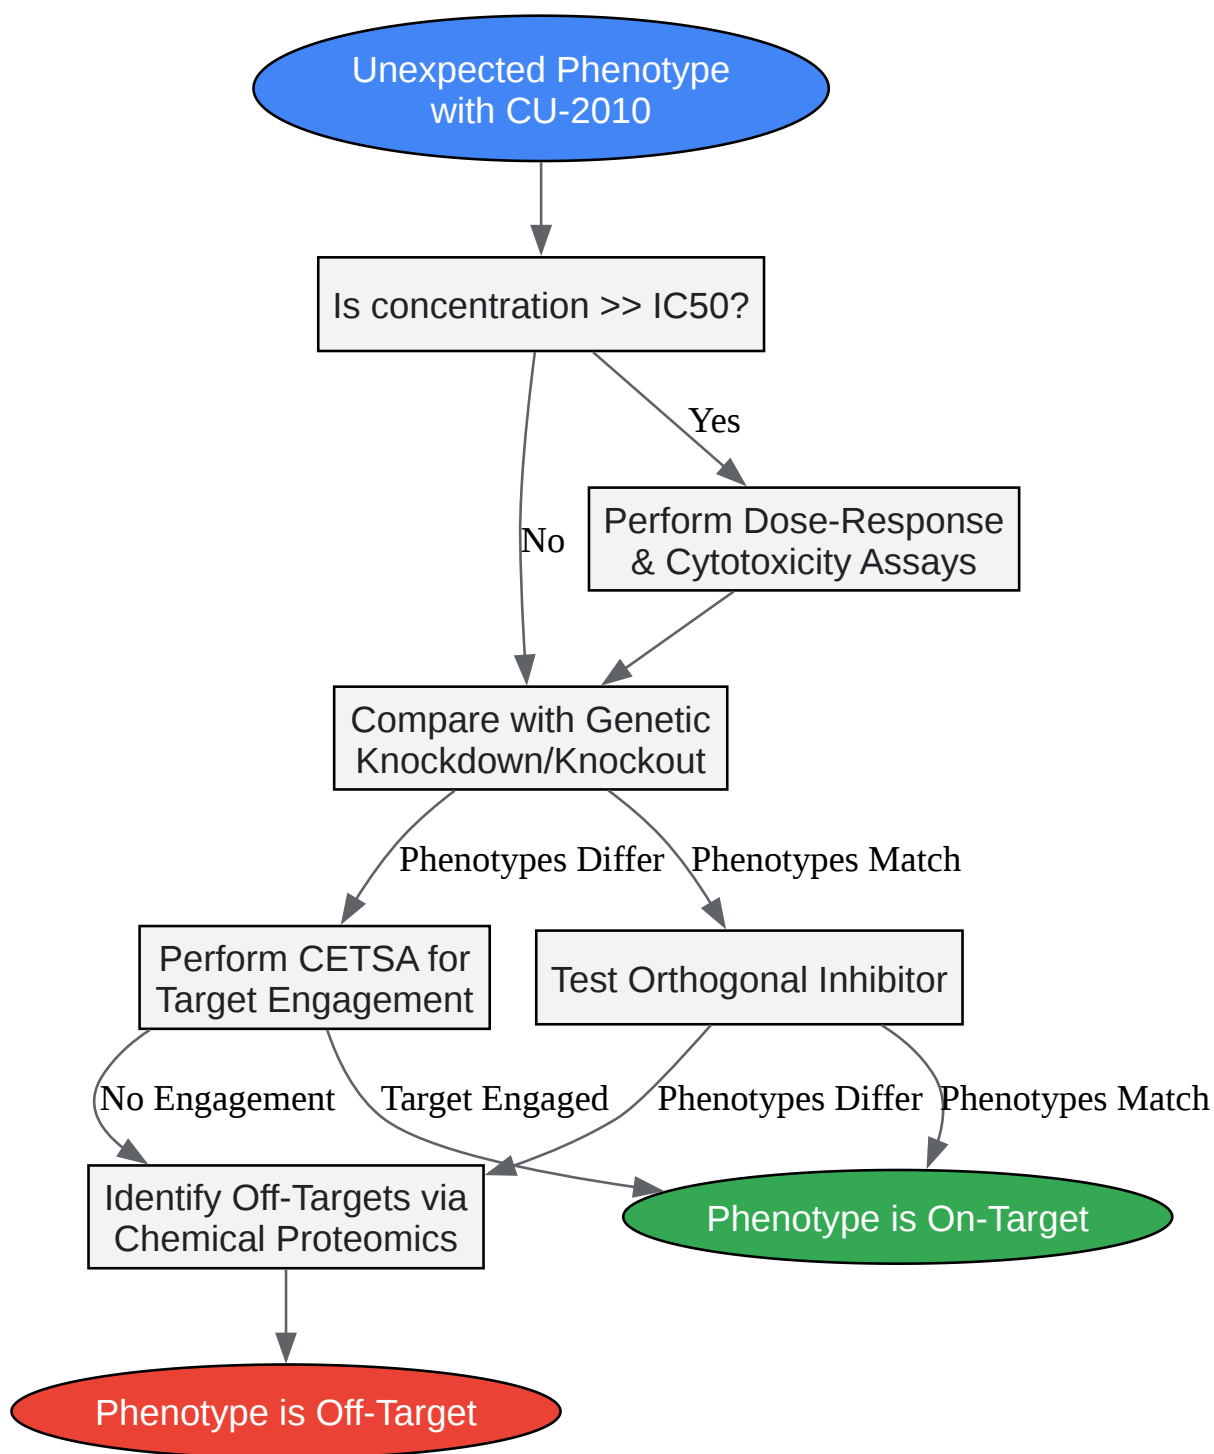 Unexpected Phenotype
with CU-2010
Is concentration >> IC50?
Yes
No
Perform Dose-Response
& Cytotoxicity Assays
Compare with Genetic
Knockdown/Knockout
Phenotypes Differ
Phenotypes Match
Perform CETSA for
Target Engagement
Test Orthogonal Inhibitor
No Engagement
Target Engaged
Phenotypes Differ
Phenotypes Match
Identify Off-Targets via
Chemical Proteomics
Phenotype is On-Target
Phenotype is Off-Target